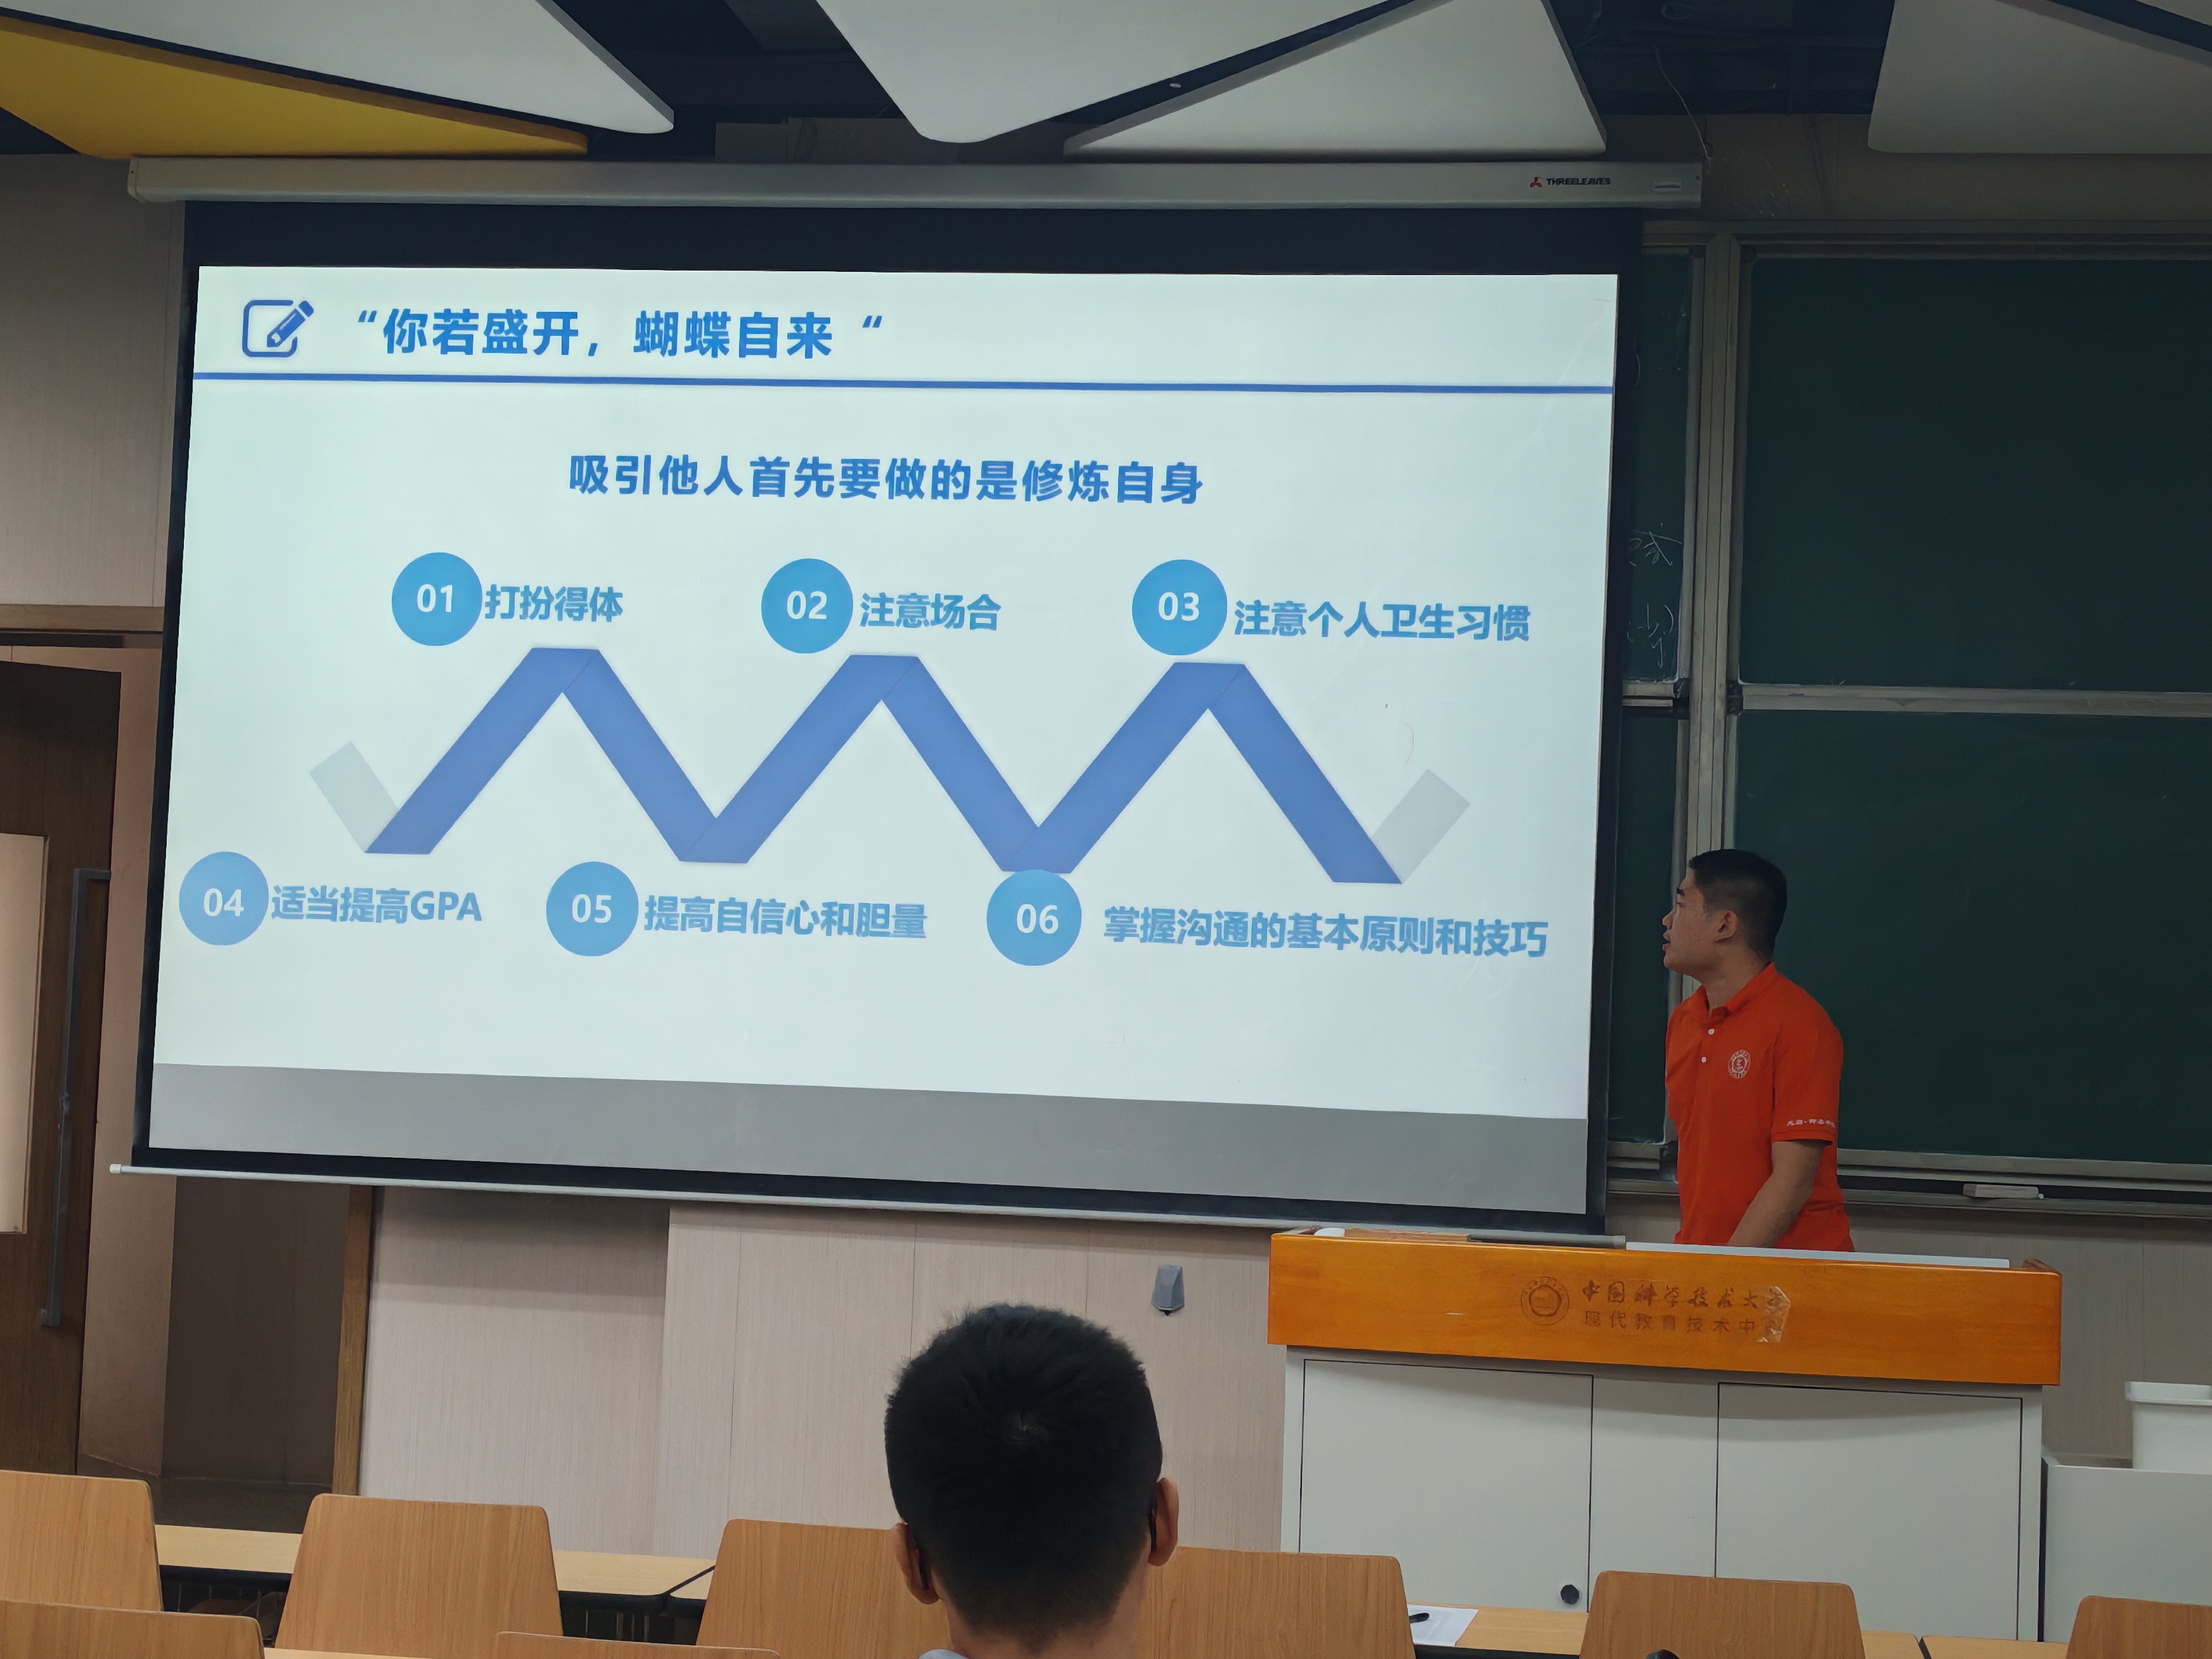 THREELEAVES
“你若盛开，蝴蝶自来 “
吸引他人首先要做的是修炼自身
01 打扮得体
02 注意场合
03 注意个人卫生习惯
04 适当提高GPA
05 提高自信心和胆量
06 掌握沟通的基本原则和技巧
中国科学技术大
现代教育技术中